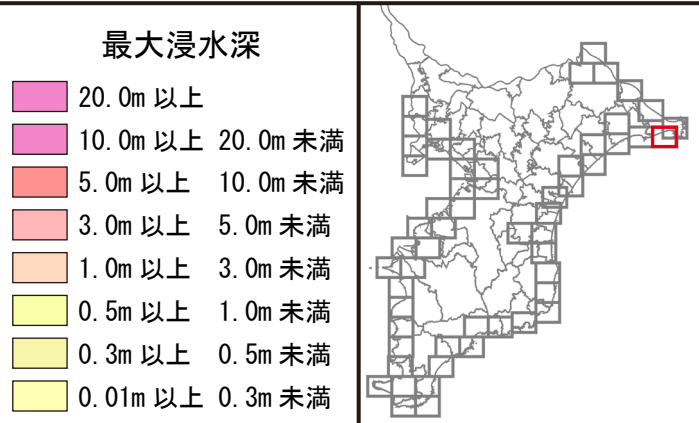 最大浸水深
20.0m 以上
10.0m 以上 20.0m 未満
5.0m 以上 10.0m 未満
3.0m 以上 5.0m 未満
1.0m 以上 3.0m 未満
0.5m 以上 1.0m 未満
0.3m 以上 0.5m 未満
0.01m 以上 0.3m 未満